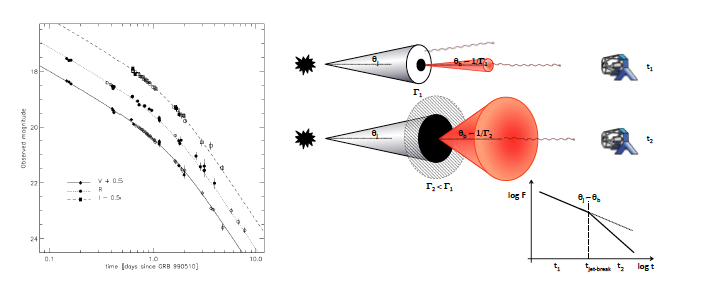 18
20
22
24
Observed magnitude
V + 0.5
R
I − 0.5
0.1
1.0
10.0
time [days since GRB 990510]
θj
θb − 1/Γ1
Γ1
t1
θj
θb − 1/Γ2
Γ2 < Γ1
t2
log F
θj − θb
t1
tjet-break
t2
log t